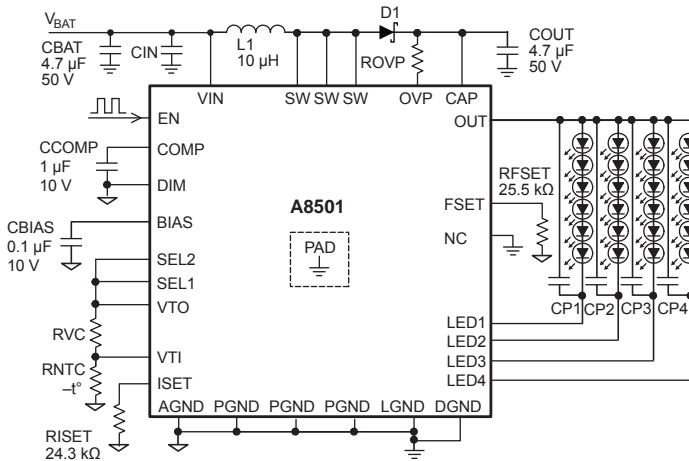 VBAT
D1
CBAT
4.7 µF
50 V
CIN
L1
10 µH
ROVP
COUT
4.7 µF
50 V
VIN
SW
SW
SW
OVP
CAP
EN
OUT
CCOMP
1 µF
10 V
COMP
DIM
A8501
RFSET
25.5 kΩ
FSET
CBIAS
0.1 µF
10 V
BIAS
PAD
NC
SEL2
SEL1
VTO
CP1
CP2
CP3
CP4
RVC
LED1
LED2
VTI
LED3
RNTC
–t°
ISET
LED4
AGND
PGND
PGND
PGND
LGND
DGND
RISET
24.3 kΩ